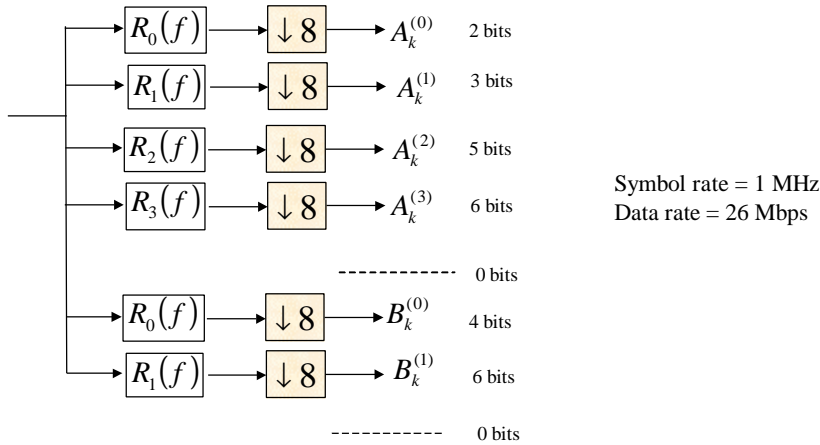 R₀(f) ↓8 A_k^(0) 2 bits
R₁(f) ↓8 A_k^(1) 3 bits
R₂(f) ↓8 A_k^(2) 5 bits
R₃(f) ↓8 A_k^(3) 6 bits
Symbol rate = 1 MHz
Data rate = 26 Mbps
0 bits
R₀(f) ↓8 B_k^(0) 4 bits
R₁(f) ↓8 B_k^(1) 6 bits
0 bits